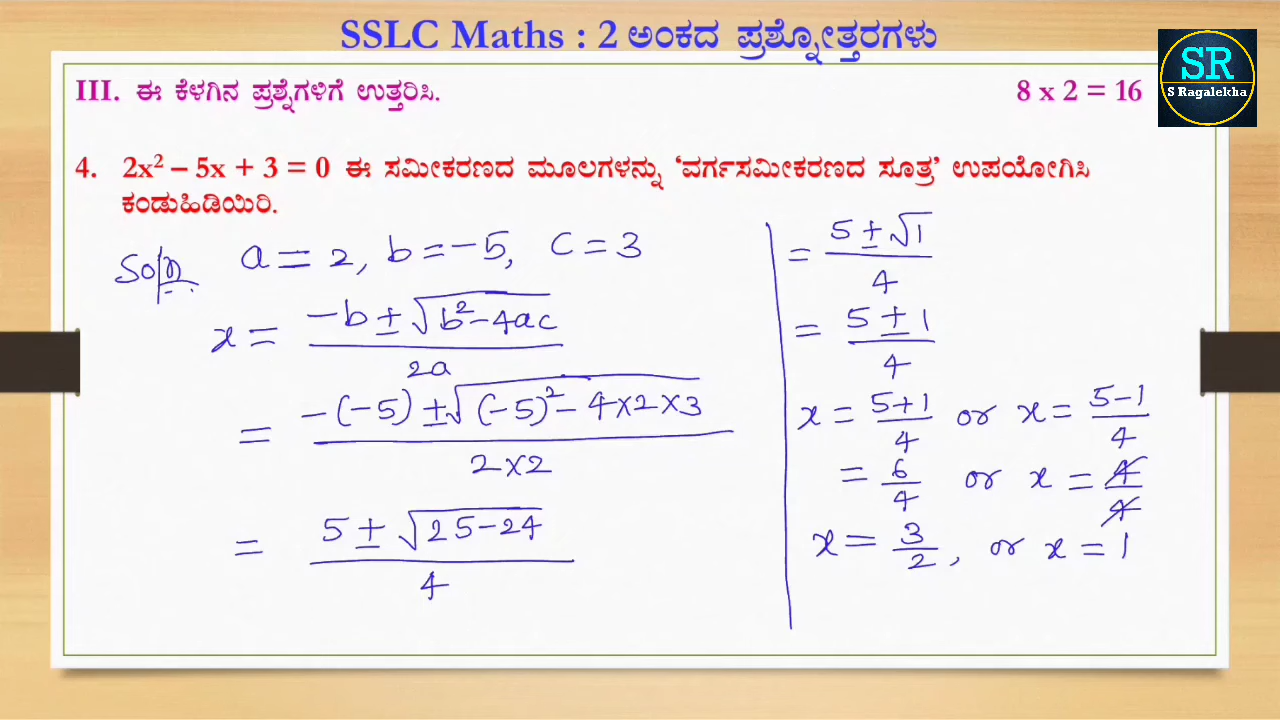 SSLC Maths : 2 ಅಂಕದ ಪ್ರಶ್ನೋತ್ತರಗಳು
SR
S Ragalekha
III. ಈ ಕೆಳಗಿನ ಪ್ರಶ್ನೆಗಳಿಗೆ ಉತ್ತರಿಸಿ. 8 x 2 = 16
4. 2x² – 5x + 3 = 0 ಈ ಸಮೀಕರಣದ ಮೂಲಗಳನ್ನು ‘ವರ್ಗಸಮೀಕರಣದ ಸೂತ್ರ’ ಉಪಯೋಗಿಸಿ
ಕಂಡುಹಿಡಿಯಿರಿ.
Soln a = 2, b = -5, c = 3
x = (-b ± √(b² - 4ac)) / 2a
= (-(-5) ± √((-5)² - 4×2×3)) / 2×2
= (5 ± √(25-24)) / 4
= (5 ± √1) / 4
= (5 ± 1) / 4
x = (5+1)/4 or x = (5-1)/4
= 6/4 or x = 4/4
x = 3/2, or x = 1